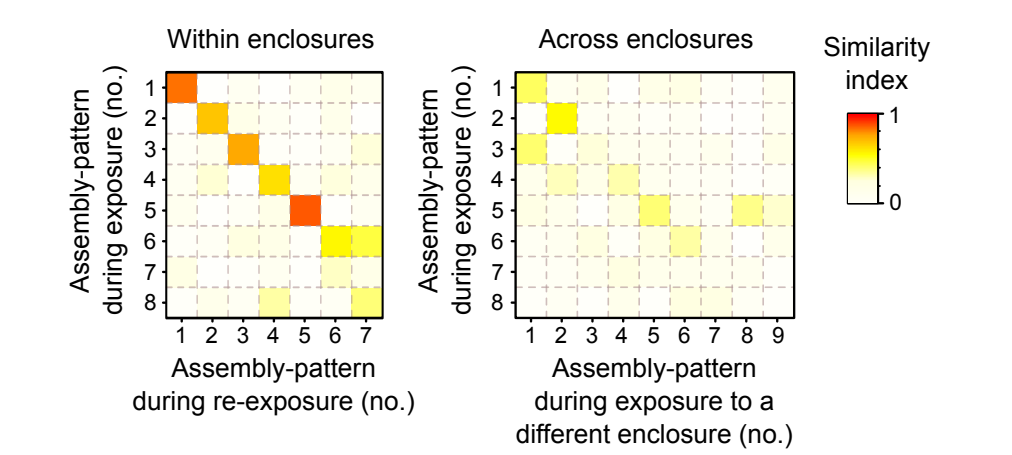 Within enclosures
Assembly-pattern
during exposure (no.)
1
2
3
4
5
6
7
8
1 2 3 4 5 6 7
Assembly-pattern
during re-exposure (no.)
Across enclosures
Assembly-pattern
during exposure (no.)
1
2
3
4
5
6
7
8
1 2 3 4 5 6 7 8 9
Assembly-pattern
during exposure to a
different enclosure (no.)
Similarity
index
1
0